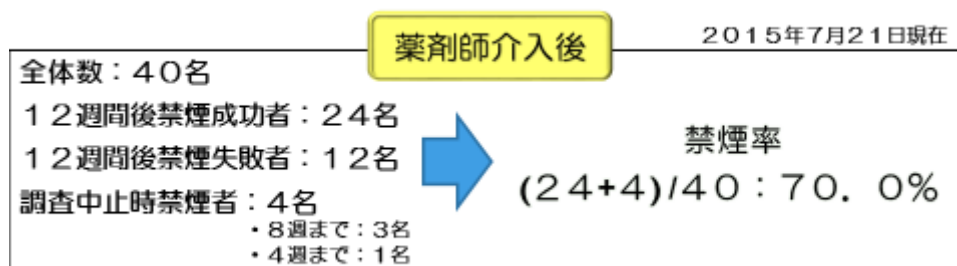 薬剤師介入後
２０１５年７月２１日現在
全体数：４０名
１２週間後禁煙成功者：２４名
１２週間後禁煙失敗者：１２名
調査中止時禁煙者：４名
・８週まで：３名
・４週まで：１名
禁煙率
(２４+４)/４０：７０．０％